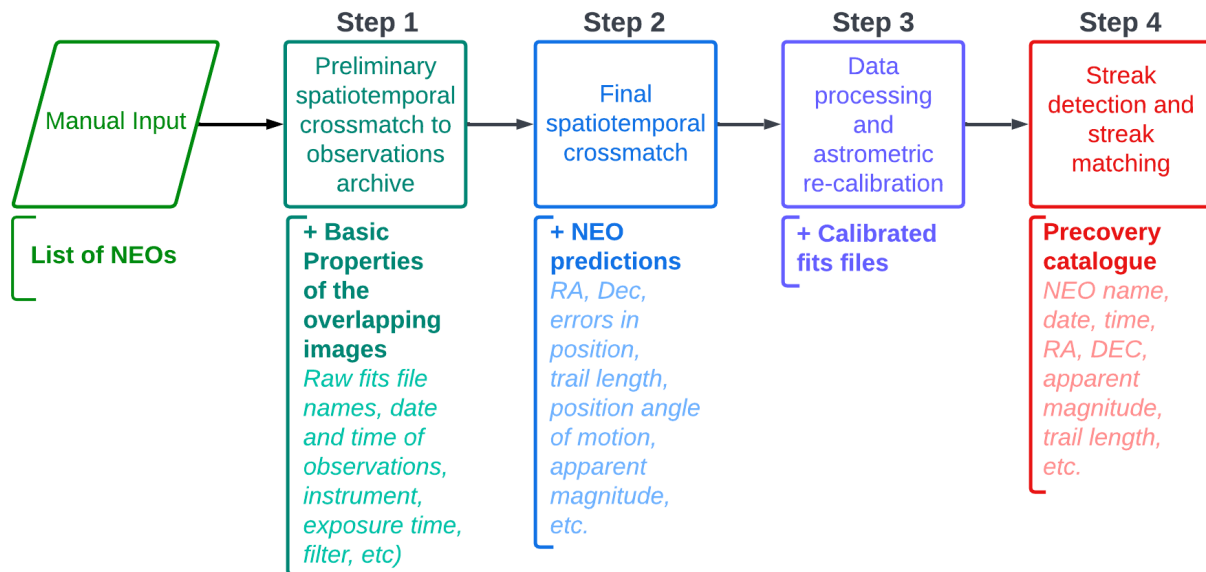 Step 1
Step 2
Step 3
Step 4
Manual Input
Preliminary
spatiotemporal
crossmatch to
observations
archive
Final
spatiotemporal
crossmatch
Data
processing
and
astrometric
re-calibration
Streak
detection and
streak
matching
List of NEOs
+ Basic
Properties
of the
overlapping
images
Raw fits file
names, date
and time of
observations,
instrument,
exposure time,
filter, etc)
+ NEO
predictions
RA, Dec,
errors in
position,
trail length,
position angle
of motion,
apparent
magnitude,
etc.
+ Calibrated
fits files
Precovery
catalogue
NEO name,
date, time,
RA, DEC,
apparent
magnitude,
trail length,
etc.